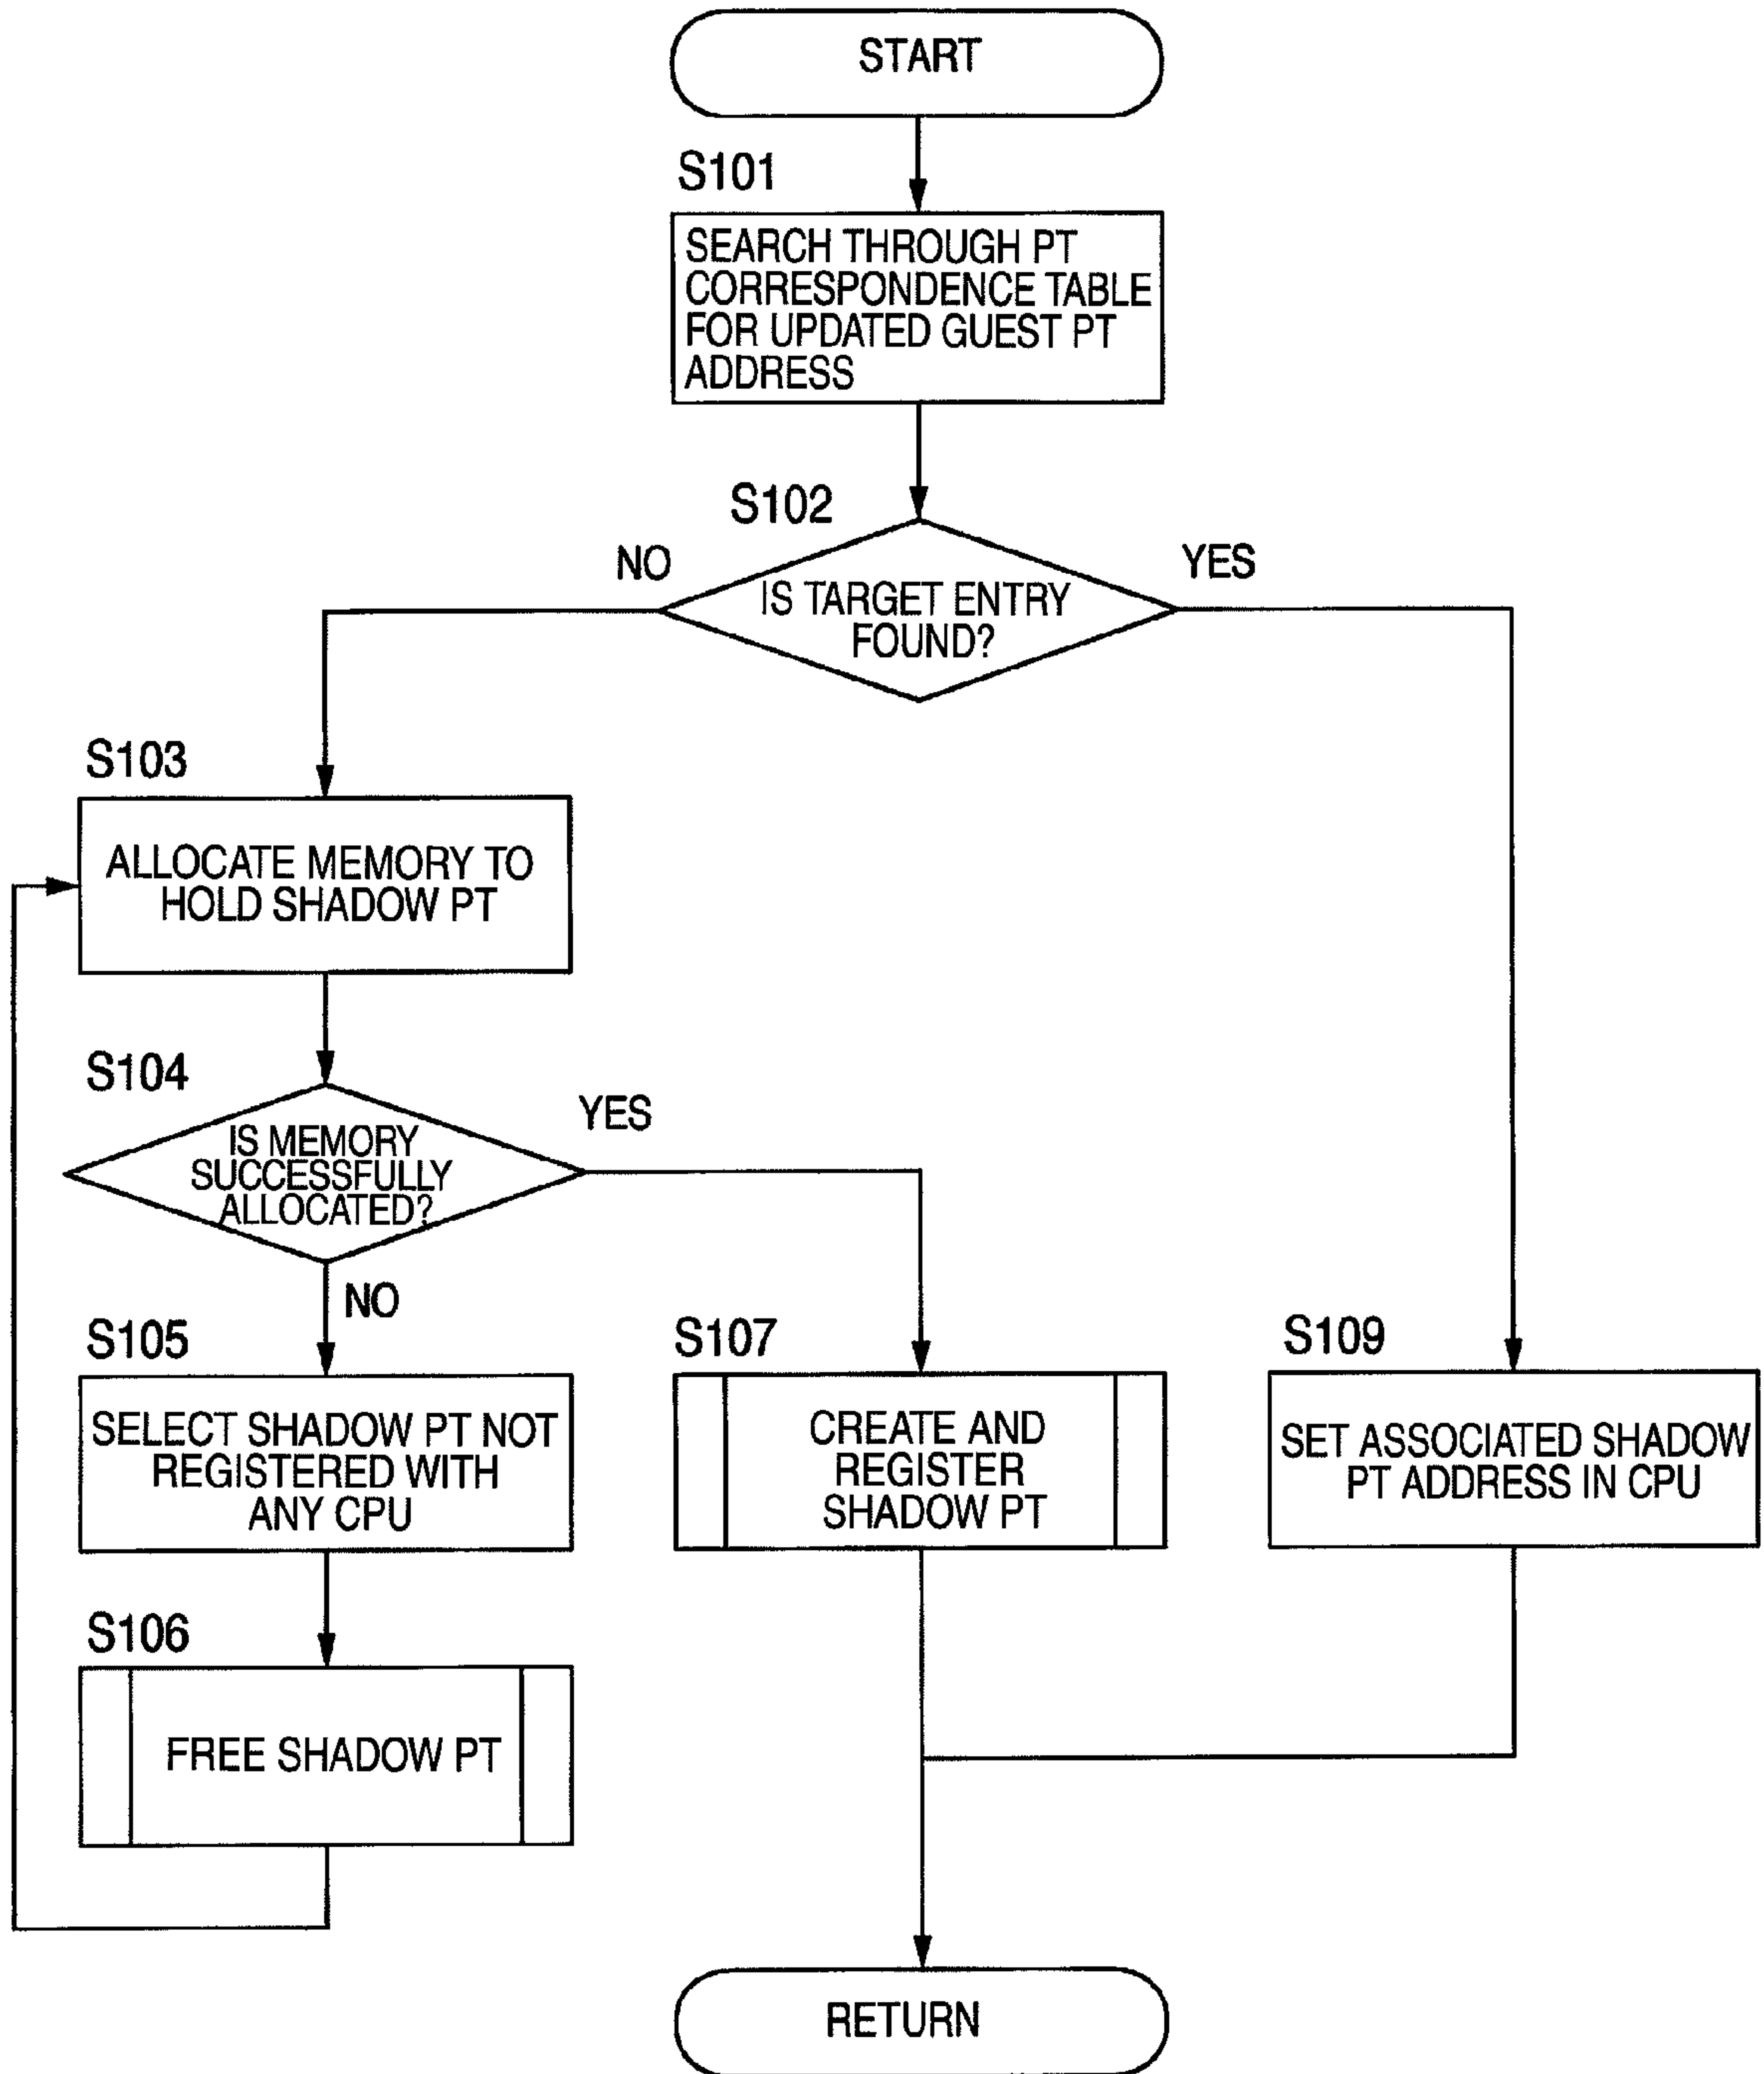 START
S101
SEARCH THROUGH PT
CORRESPONDENCE TABLE
FOR UPDATED GUEST PT
ADDRESS
S102
NO
YES
IS TARGET ENTRY
FOUND?
S103
ALLOCATE MEMORY TO
HOLD SHADOW PT
S104
YES
IS MEMORY
SUCCESSFULLY
ALLOCATED?
NO
S105
SELECT SHADOW PT NOT
REGISTERED WITH
ANY CPU
S107
CREATE AND
REGISTER
SHADOW PT
S109
SET ASSOCIATED SHADOW
PT ADDRESS IN CPU
S106
FREE SHADOW PT
RETURN